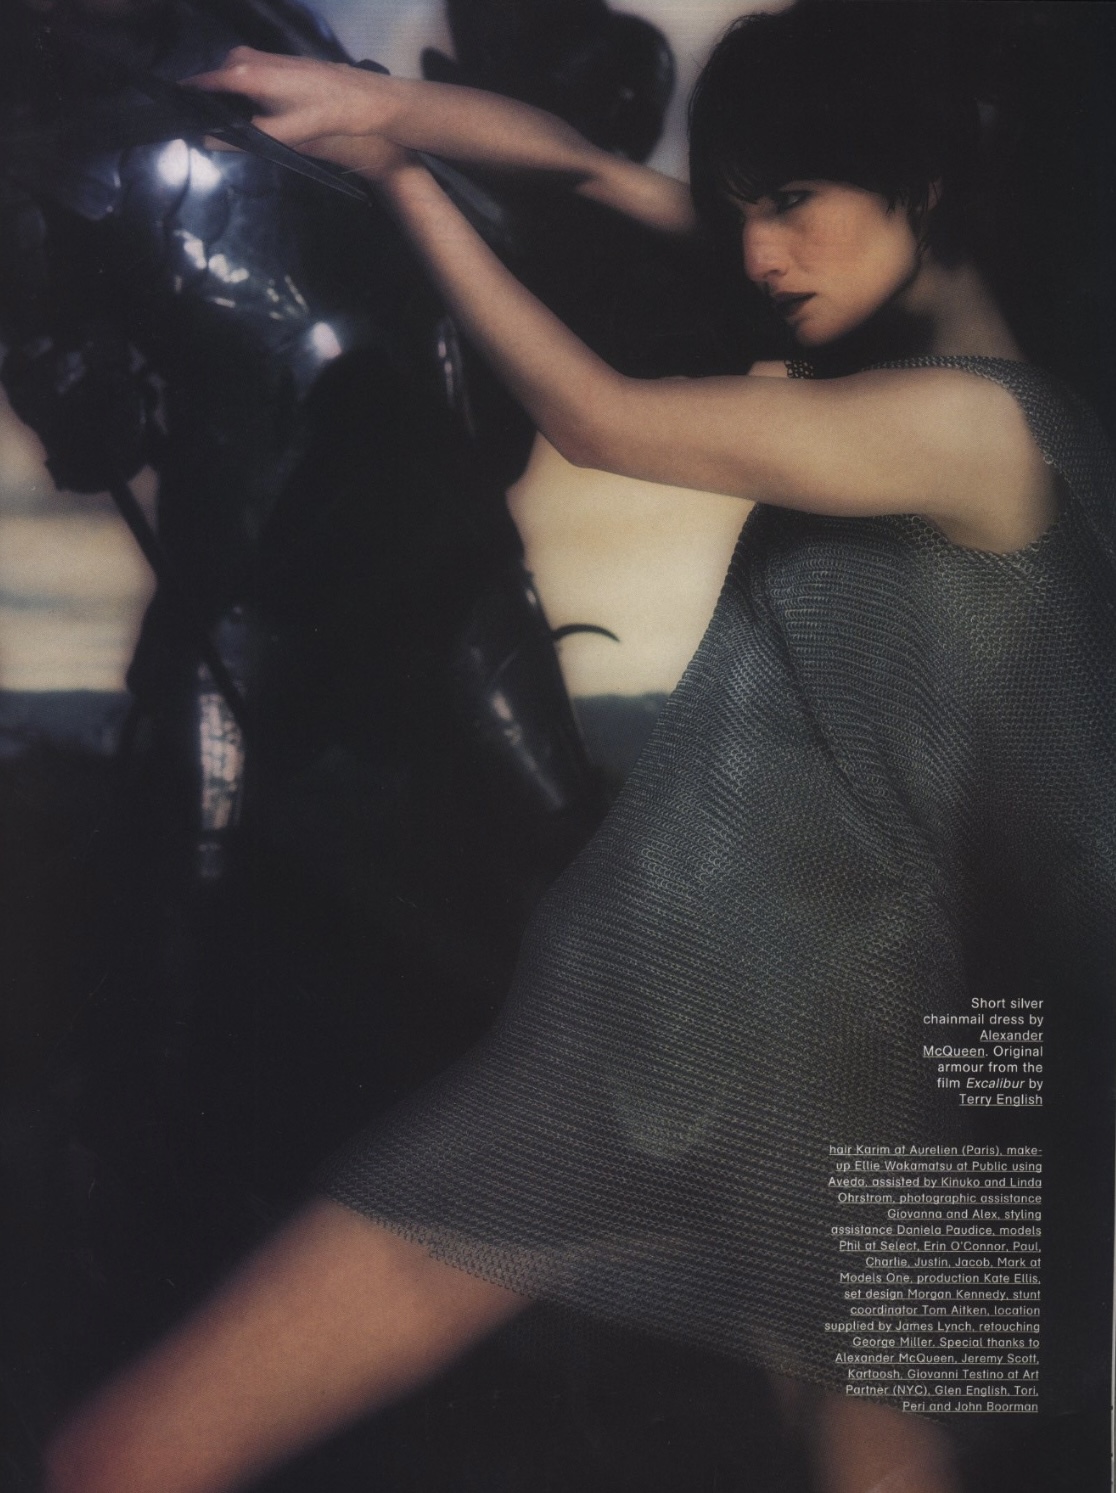 Short silver
chainmail dress by
Alexander
McQueen. Original
armour from the
film Excalibur by
Terry English
hair Karim at Aurelien (Paris), make-
up Ellie Wakamatsu at Public using
Aveda, assisted by Kinuko and Linda
Ohrstrom, photographic assistance
Giovanna and Alex, styling
assistance Daniela Paudice, models
Phil at Select, Erin O'Connor, Paul,
Charlie, Justin, Jacob, Mark at
Models One, production Kate Ellis,
set design Morgan Kennedy, stunt
coordinator Tom Aitken, location
supplied by James Lynch, retouching
George Miller. Special thanks to
Alexander McQueen, Jeremy Scott,
Kartoosh, Giovanni Testino at Art
Partner (NYC), Glen English, Tori,
Peri and John Boorman